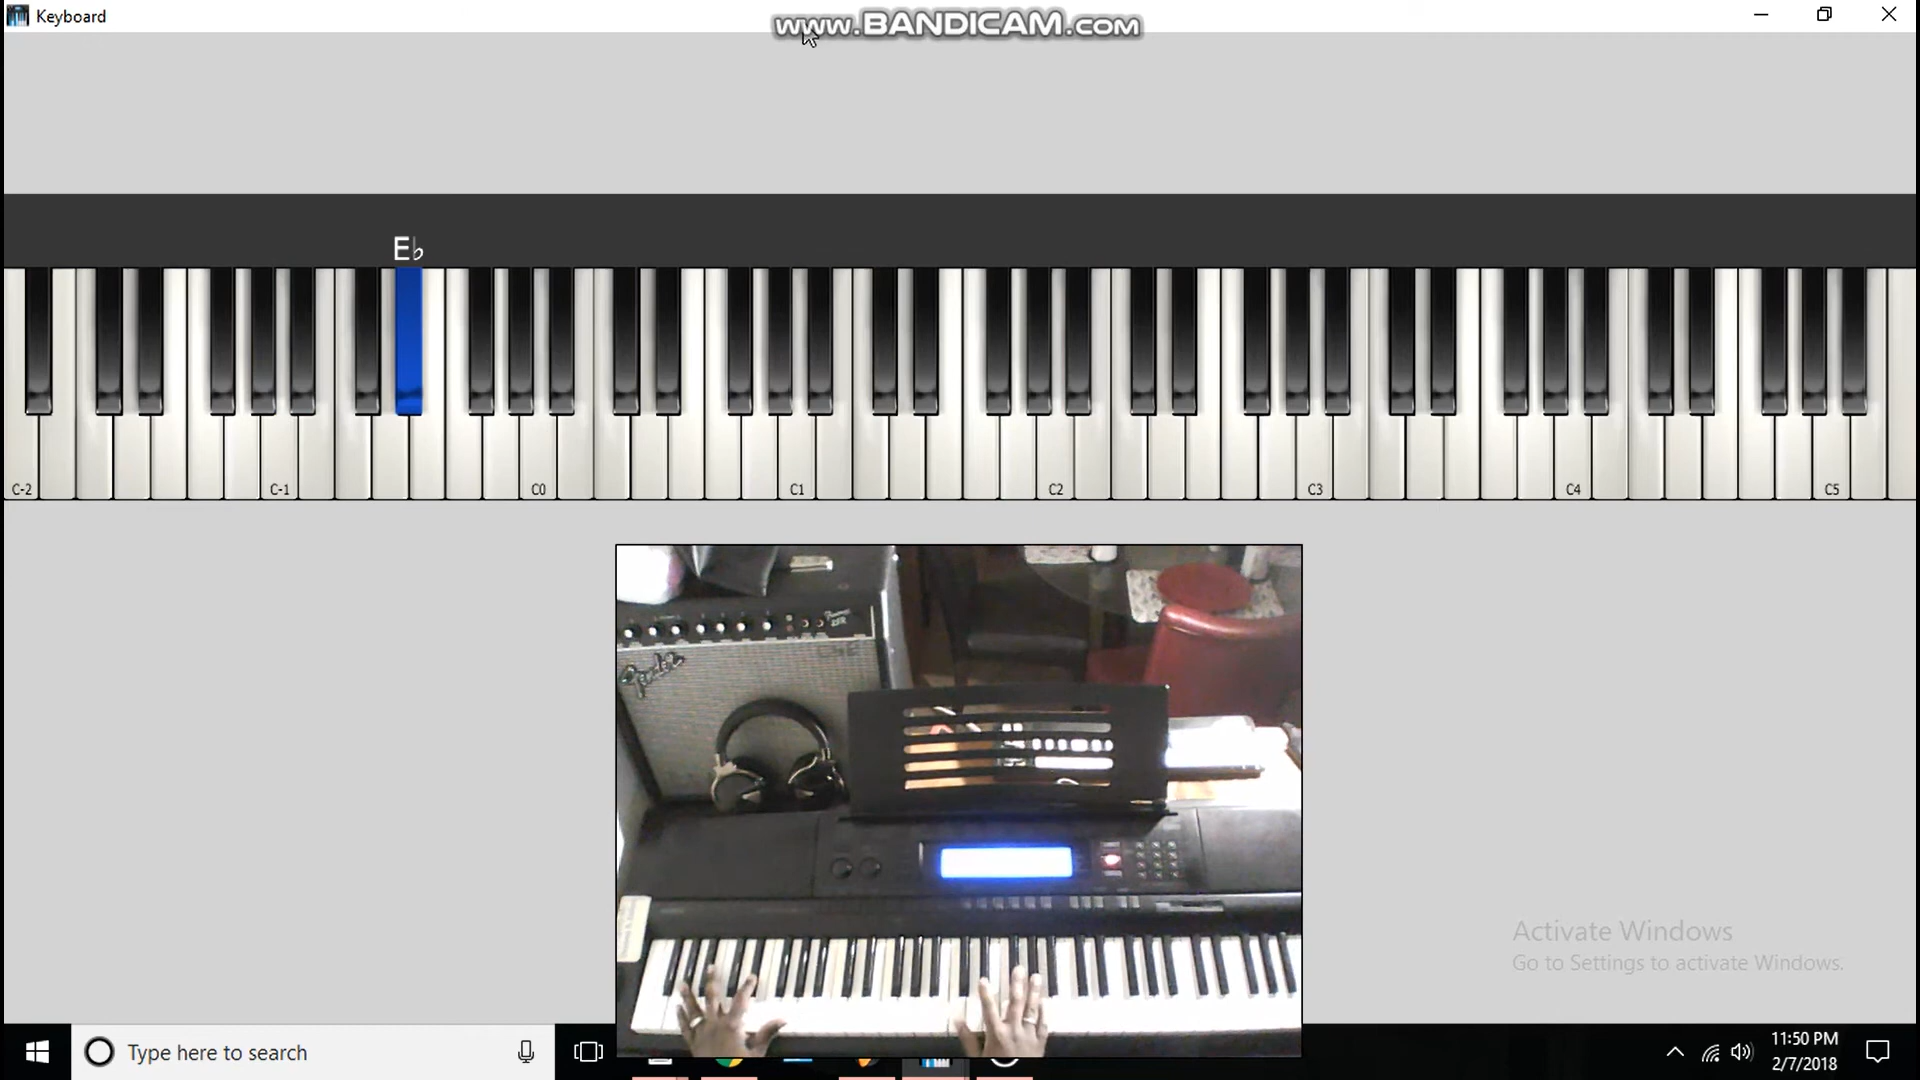 Keyboard
www.BANDICAM.com
E♭
C-2
C-1
C0
C1
C2
C3
C4
C5
Fender
Activate Windows
Go to Settings to activate Windows.
Type here to search
11:50 PM
2/7/2018